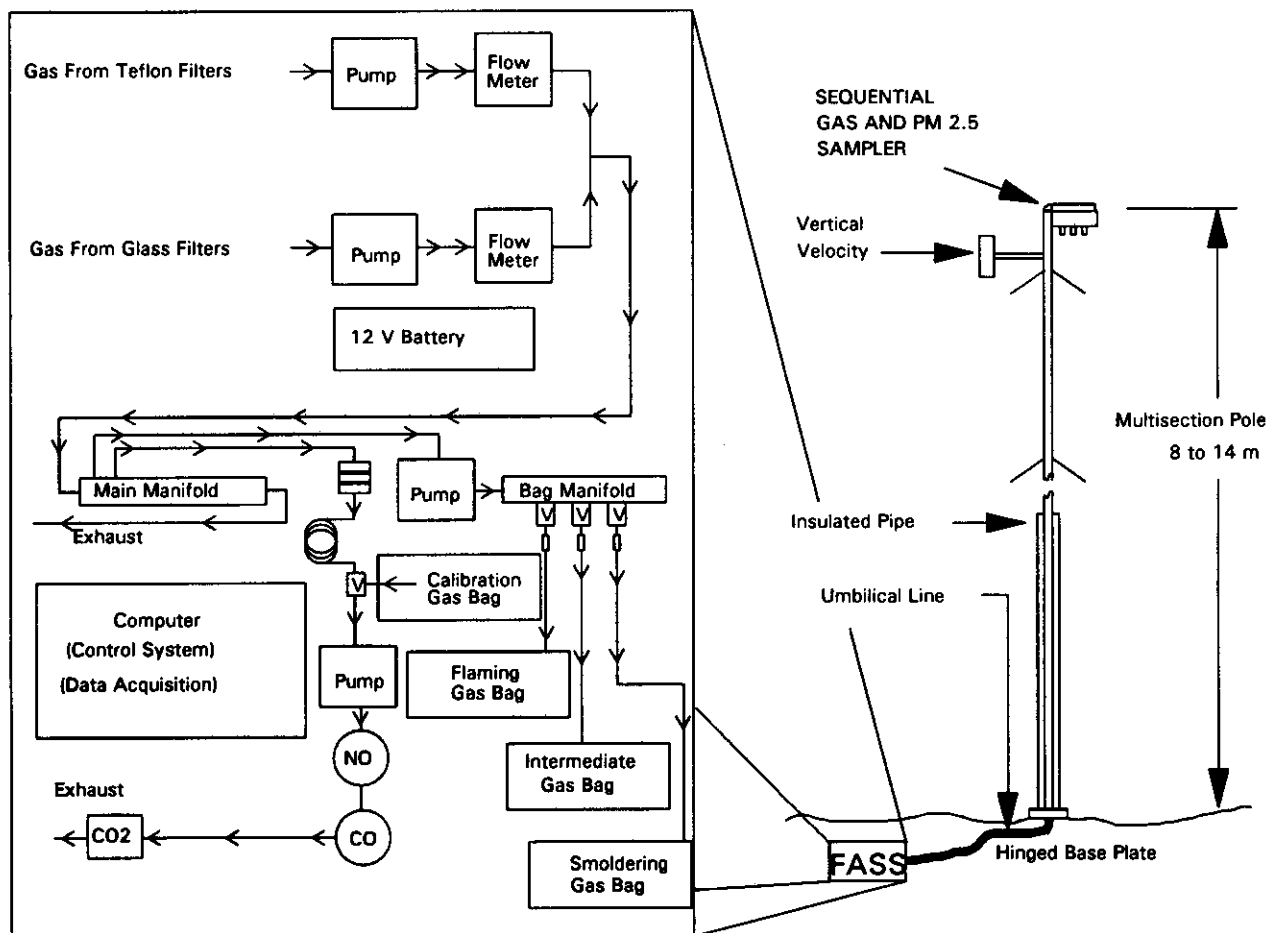 Gas From Teflon Filters
Pump
Flow
Meter
Gas From Glass Filters
Pump
Flow
Meter
12 V Battery
Main Manifold
Exhaust
Pump
Bag Manifold
V
V
V
V
Calibration
Gas Bag
Computer
(Control System)
(Data Acquisition)
Pump
Flaming
Gas Bag
NO
Intermediate
Gas Bag
Exhaust
CO2
CO
Smoldering
Gas Bag
SEQUENTIAL
GAS AND PM 2.5
SAMPLER
Vertical
Velocity
Multisection Pole
8 to 14 m
Insulated Pipe
Umbilical Line
FASS
Hinged Base Plate